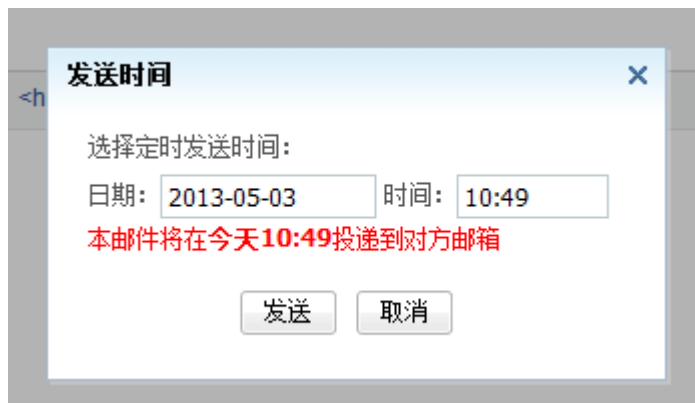 发送时间
<h
选择定时发送时间：
日期： 2013-05-03 时间： 10:49
本邮件将在今天10:49投递到对方邮箱
发送 取消